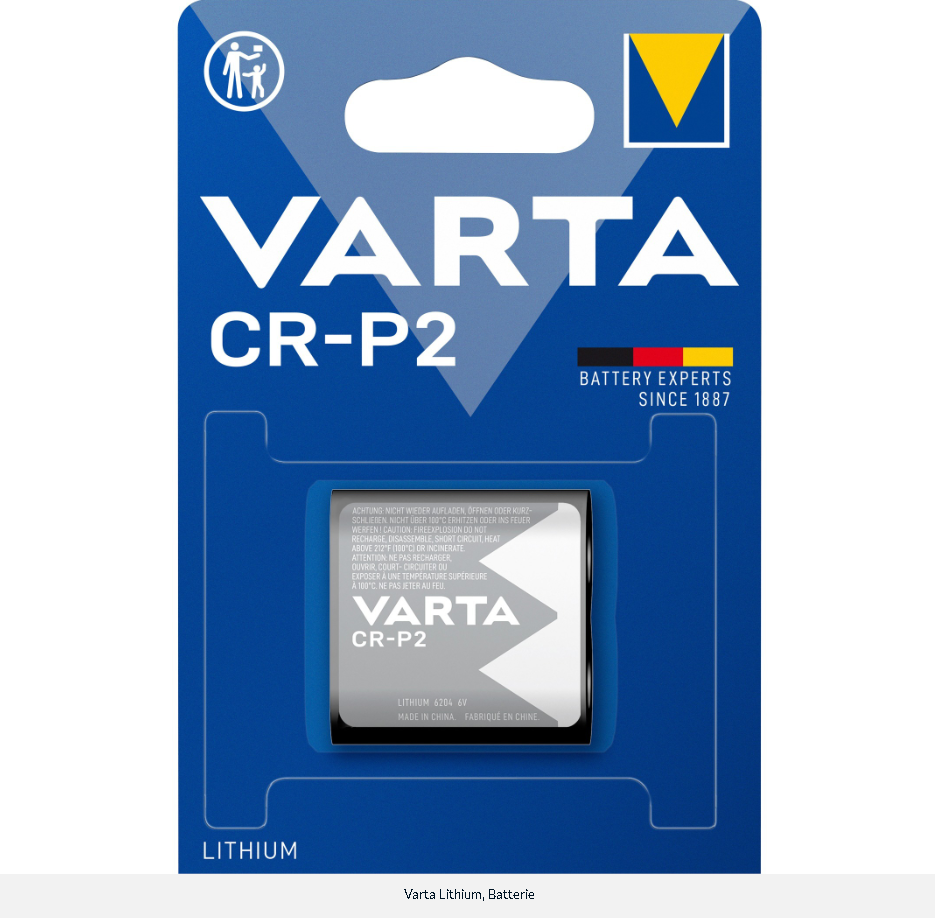 VARTA
CR-P2
BATTERY EXPERTS
SINCE 1887
ACHTUNG: NICHT WIEDER AUFLADEN, ÖFFNEN ODER KURZ-
SCHLIEßEN. NICHT ÜBER 100°C ERHITZEN ODER INS FEUER
WERFEN ! CAUTION: FIREEXPLOSION DO NOT
RECHARGE, DISASSEMBLE, SHORT CIRCUIT, HEAT
ABOVE 212°F (100°C) OR INCINERATE.
ATTENTION: NE PAS RECHARGER,
OUVRIR, COURT- CIRCUITER OU
EXPOSER À UNE TEMPÉRATURE SUPÉRIEURE
À 100°C. NE PAS JETER AU FEU.
VARTA
CR-P2
LITHIUM 6204 6V
MADE IN CHINA. FABRIQUÉ EN CHINE.
LITHIUM
Varta Lithium, Batterie